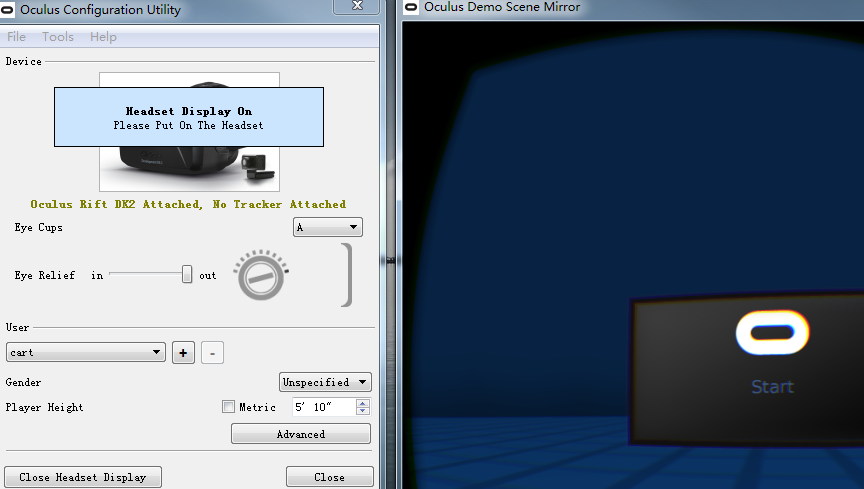 Oculus Configuration Utility
File Tools Help
Device
Headset Display On
Please Put On The Headset
Oculus Rift DK2 Attached, No Tracker Attached
Eye Cups A
Eye Relief in out
User
cart + -
Gender Unspecified
Player Height Metric 5' 10"
Advanced
Close Headset Display Close
Oculus Demo Scene Mirror
Start